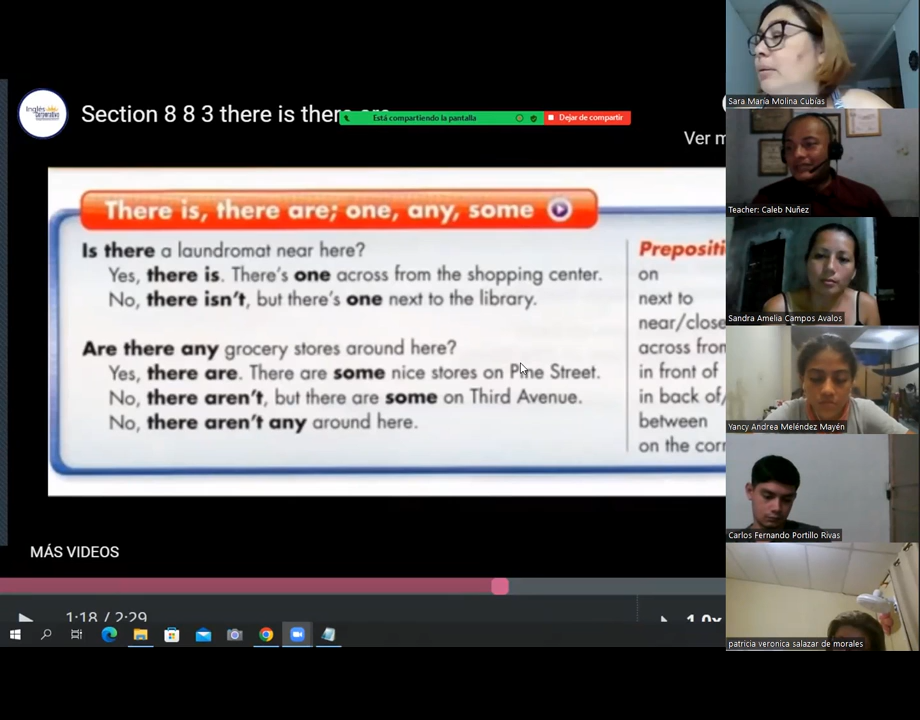 Inglés
Corporativo
Section 8 8 3 there is there are
Está compartiendo la pantalla
Dejar de compartir
Ver m
There is, there are; one, any, some
Is there a laundromat near here?
Yes, there is. There's one across from the shopping center.
No, there isn't, but there's one next to the library.
Are there any grocery stores around here?
Yes, there are. There are some nice stores on Pine Street.
No, there aren't, but there are some on Third Avenue.
No, there aren't any around here.
Prepositi
on
next to
near/close
across from
in front of
in back of/
between
on the corn
MÁS VIDEOS
1:18 / 2:29
1.0x
Sara María Molina Cubías
Teacher: Caleb Nuñez
Sandra Amelia Campos Avalos
Yancy Andrea Meléndez Mayén
Carlos Fernando Portillo Rivas
patricia veronica salazar de morales